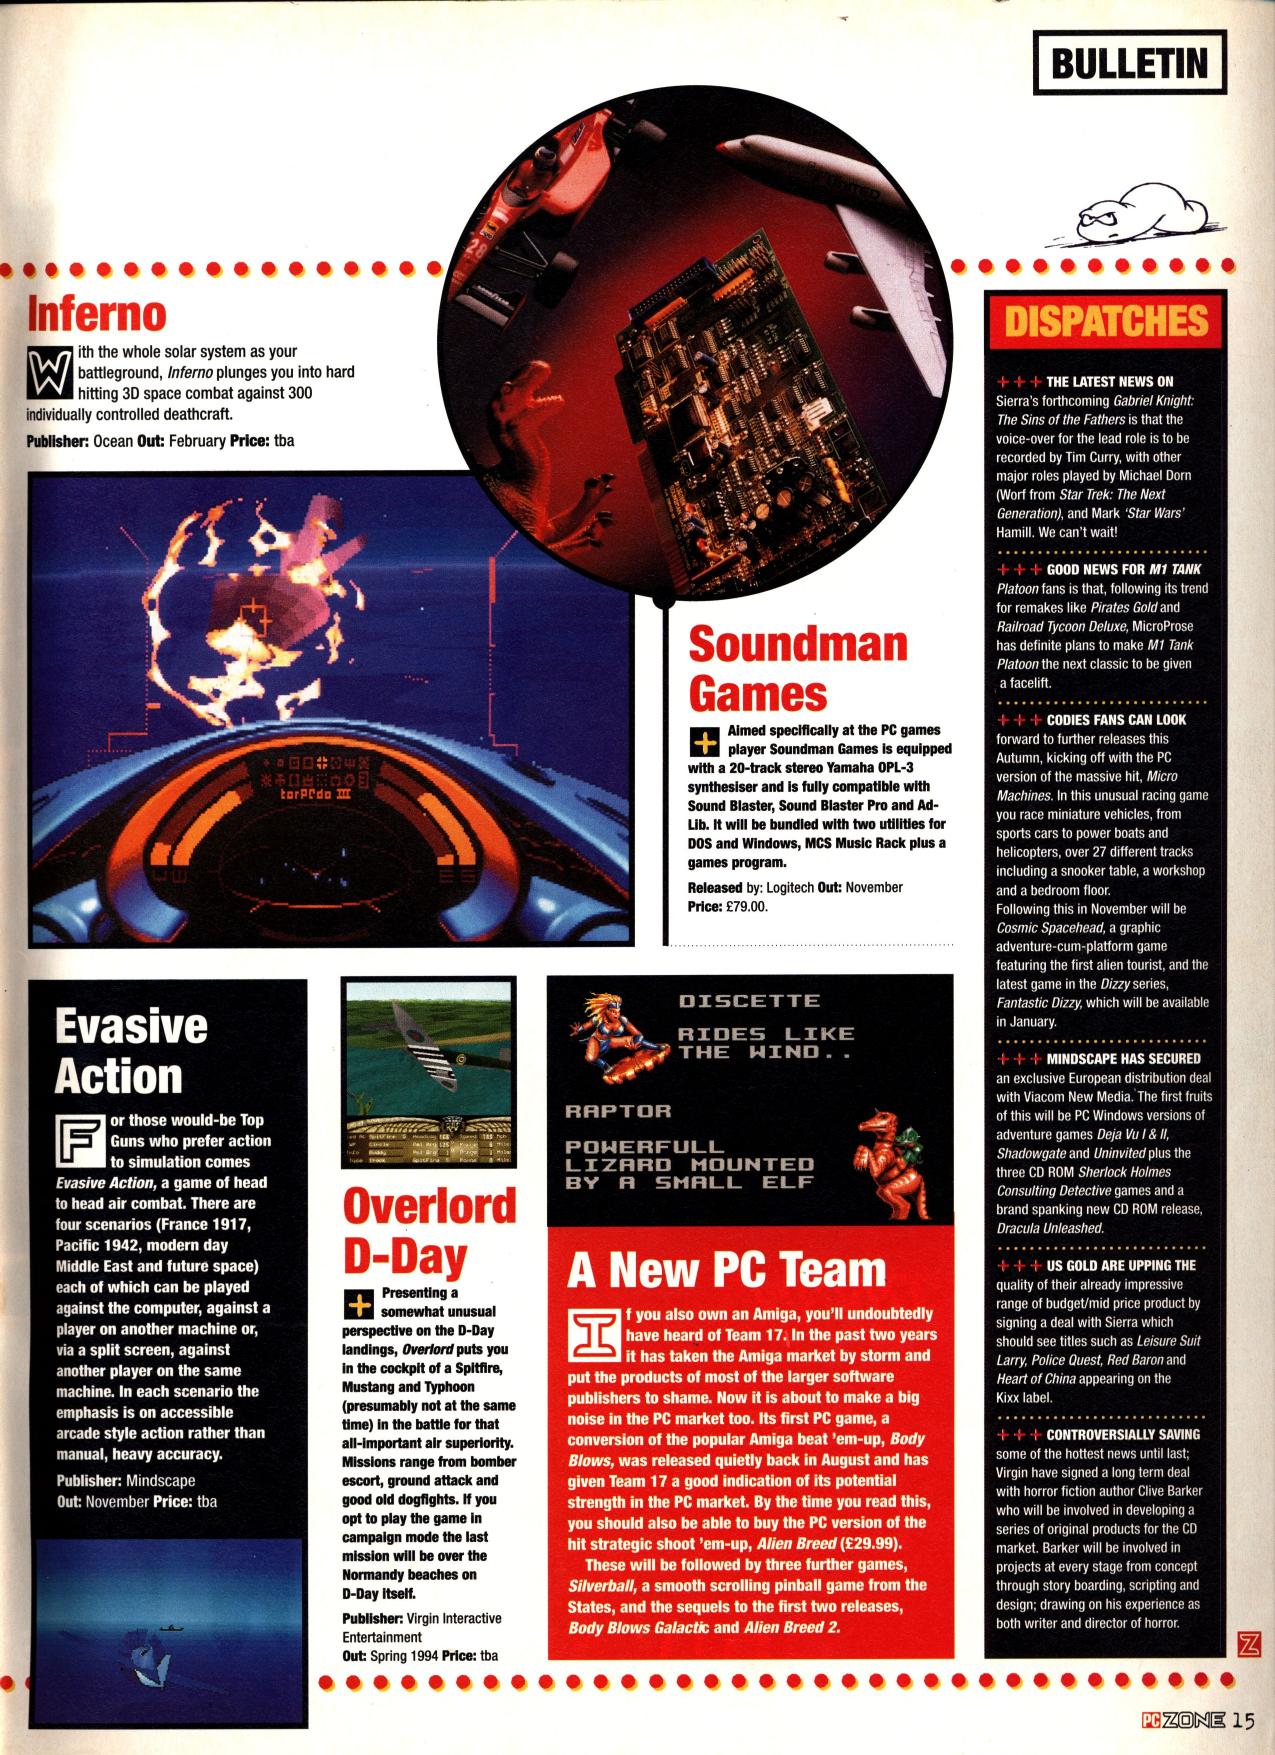 BULLETIN
Inferno
With the whole solar system as your
battleground, Inferno plunges you into hard
hitting 3D space combat against 300
individually controlled deathcraft.
Publisher: Ocean Out: February Price: tba
torPedo III
28
Soundman
Games
+ Aimed specifically at the PC games
player Soundman Games is equipped
with a 20-track stereo Yamaha OPL-3
synthesiser and is fully compatible with
Sound Blaster, Sound Blaster Pro and Ad-
Lib. It will be bundled with two utilities for
DOS and Windows, MCS Music Rack plus a
games program.
Released by: Logitech Out: November
Price: £79.00.
Evasive
Action
For those would-be Top
Guns who prefer action
to simulation comes
Evasive Action, a game of head
to head air combat. There are
four scenarios (France 1917,
Pacific 1942, modern day
Middle East and future space)
each of which can be played
against the computer, against a
player on another machine or,
via a split screen, against
another player on the same
machine. In each scenario the
emphasis is on accessible
arcade style action rather than
manual, heavy accuracy.
Publisher: Mindscape
Out: November Price: tba
Overlord
D-Day
+ Presenting a
somewhat unusual
perspective on the D-Day
landings, Overlord puts you
in the cockpit of a Spitfire,
Mustang and Typhoon
(presumably not at the same
time) in the battle for that
all-important air superiority.
Missions range from bomber
escort, ground attack and
good old dogfights. If you
opt to play the game in
campaign mode the last
mission will be over the
Normandy beaches on
D-Day itself.
Publisher: Virgin Interactive
Entertainment
Out: Spring 1994 Price: tba
DISCETTE
RIDES LIKE
THE WIND..
RAPTOR
POWERFULL
LIZARD MOUNTED
BY A SMALL ELF
A New PC Team
If you also own an Amiga, you'll undoubtedly
have heard of Team 17. In the past two years
it has taken the Amiga market by storm and
put the products of most of the larger software
publishers to shame. Now it is about to make a big
noise in the PC market too. Its first PC game, a
conversion of the popular Amiga beat 'em-up, Body
Blows, was released quietly back in August and has
given Team 17 a good indication of its potential
strength in the PC market. By the time you read this,
you should also be able to buy the PC version of the
hit strategic shoot 'em-up, Alien Breed (£29.99).
These will be followed by three further games,
Silverball, a smooth scrolling pinball game from the
States, and the sequels to the first two releases,
Body Blows Galactic and Alien Breed 2.
DISPATCHES
+++ THE LATEST NEWS ON
Sierra's forthcoming Gabriel Knight:
The Sins of the Fathers is that the
voice-over for the lead role is to be
recorded by Tim Curry, with other
major roles played by Michael Dorn
(Worf from Star Trek: The Next
Generation), and Mark 'Star Wars'
Hamill. We can't wait!
+++ GOOD NEWS FOR M1 TANK
Platoon fans is that, following its trend
for remakes like Pirates Gold and
Railroad Tycoon Deluxe, MicroProse
has definite plans to make M1 Tank
Platoon the next classic to be given
a facelift.
+++ CODIES FANS CAN LOOK
forward to further releases this
Autumn, kicking off with the PC
version of the massive hit, Micro
Machines. In this unusual racing game
you race miniature vehicles, from
sports cars to power boats and
helicopters, over 27 different tracks
including a snooker table, a workshop
and a bedroom floor.
Following this in November will be
Cosmic Spacehead, a graphic
adventure-cum-platform game
featuring the first alien tourist, and the
latest game in the Dizzy series,
Fantastic Dizzy, which will be available
in January.
+++ MINDSCAPE HAS SECURED
an exclusive European distribution deal
with Viacom New Media. The first fruits
of this will be PC Windows versions of
adventure games Deja Vu I & II,
Shadowgate and Uninvited plus the
three CD ROM Sherlock Holmes
Consulting Detective games and a
brand spanking new CD ROM release,
Dracula Unleashed.
+++ US GOLD ARE UPPING THE
quality of their already impressive
range of budget/mid price product by
signing a deal with Sierra which
should see titles such as Leisure Suit
Larry, Police Quest, Red Baron and
Heart of China appearing on the
Kixx label.
+++ CONTROVERSIALLY SAVING
some of the hottest news until last;
Virgin have signed a long term deal
with horror fiction author Clive Barker
who will be involved in developing a
series of original products for the CD
market. Barker will be involved in
projects at every stage from concept
through story boarding, scripting and
design; drawing on his experience as
both writer and director of horror.
Z
PC ZONE 15